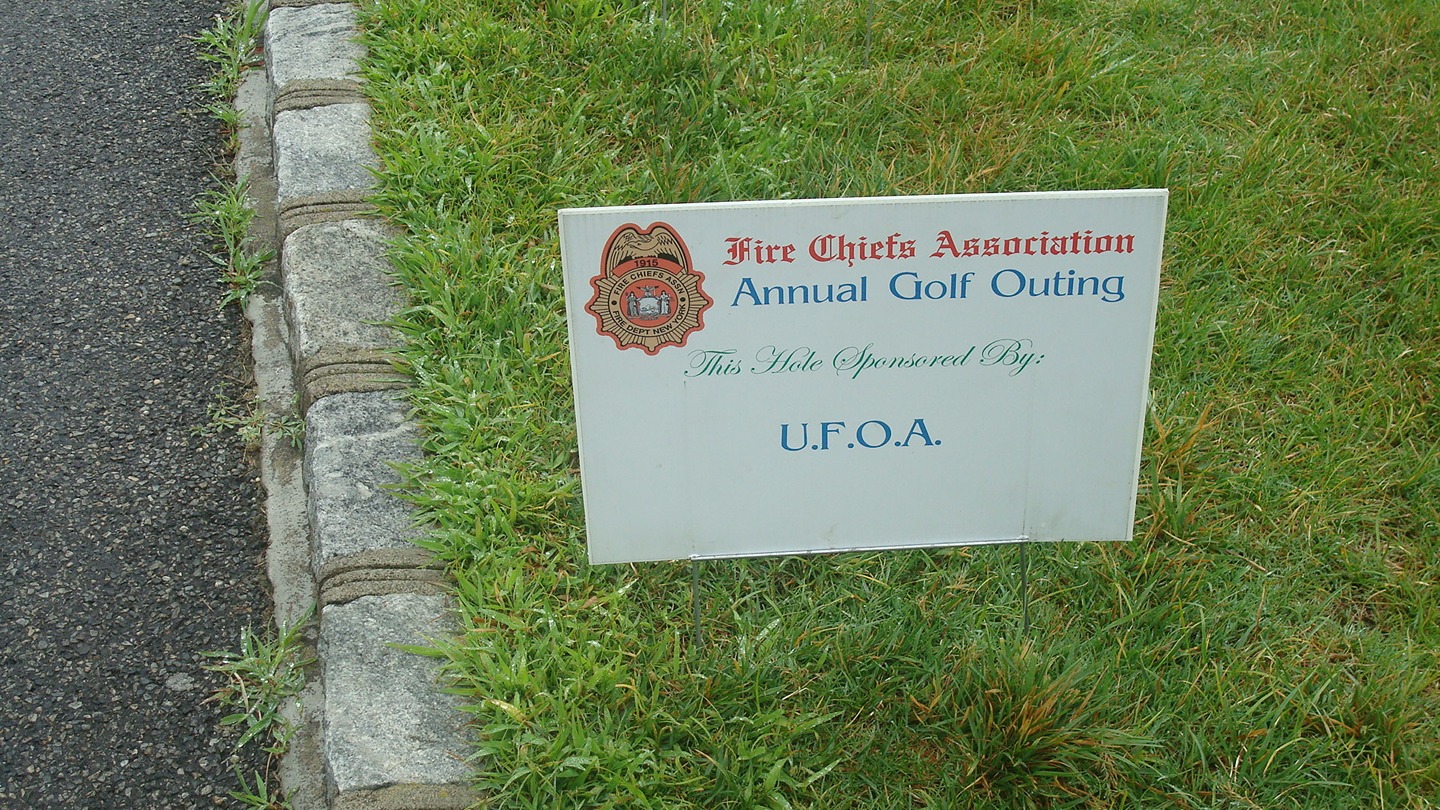 1915
FIRE CHIEFS ASSN
FIRE DEPT NEW YORK
Fire Chiefs Association
Annual Golf Outing
This Hole Sponsored By:
U.F.O.A.